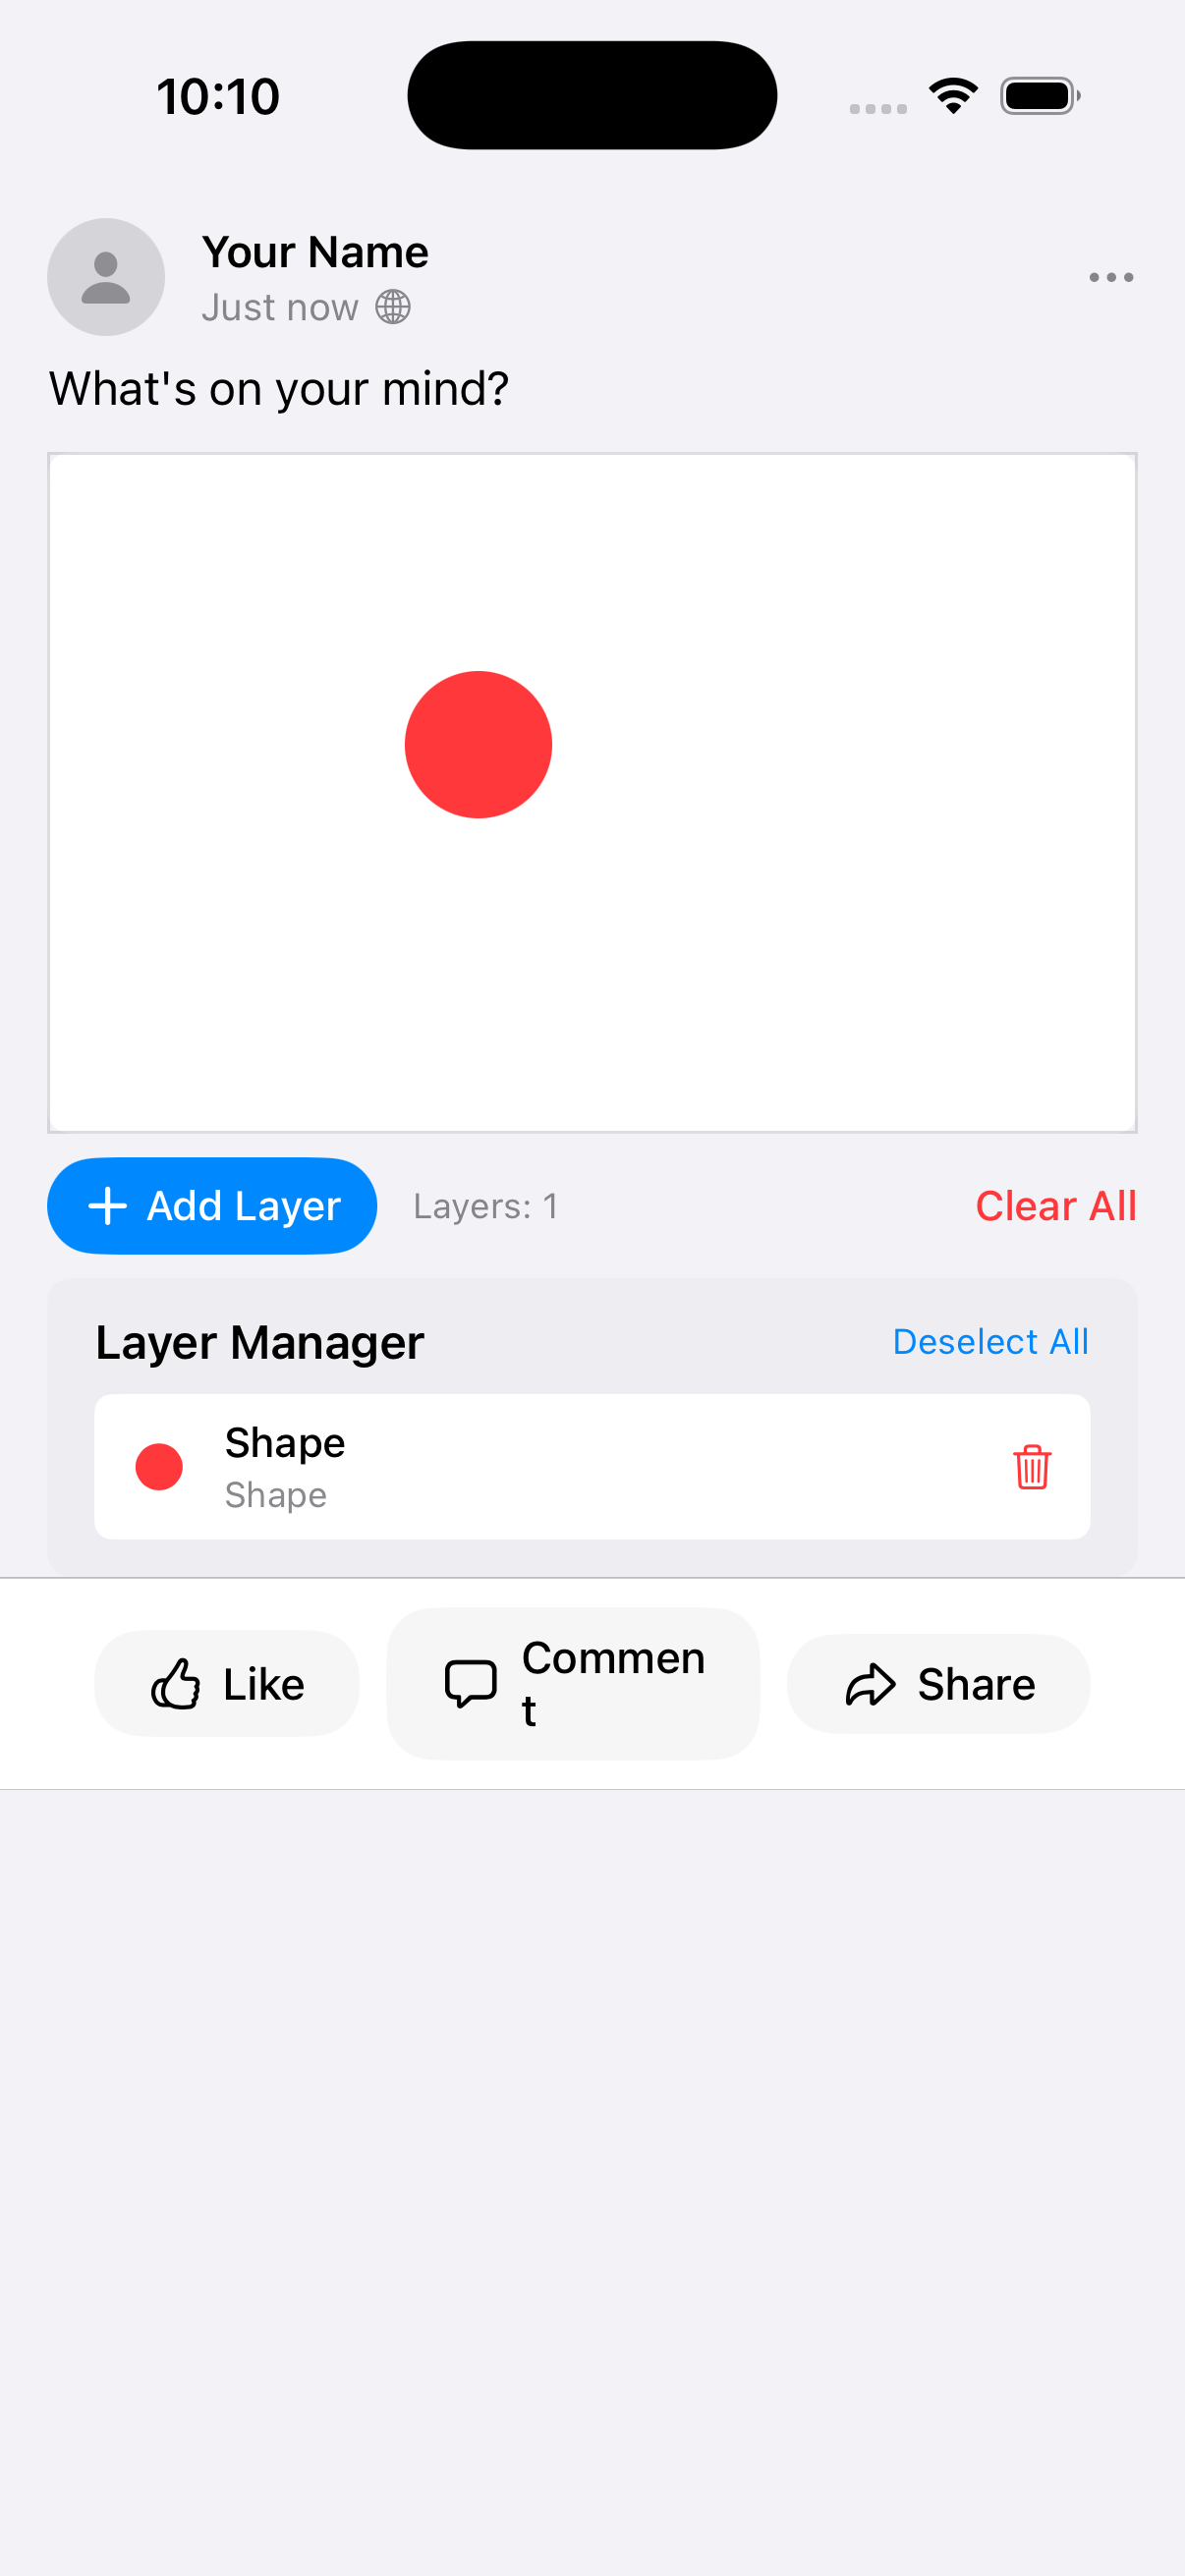 10:10
Your Name
Just now
What's on your mind?
Add Layer
Layers: 1
Clear All
Layer Manager
Deselect All
Shape
Shape
Like
Commen
t
Share